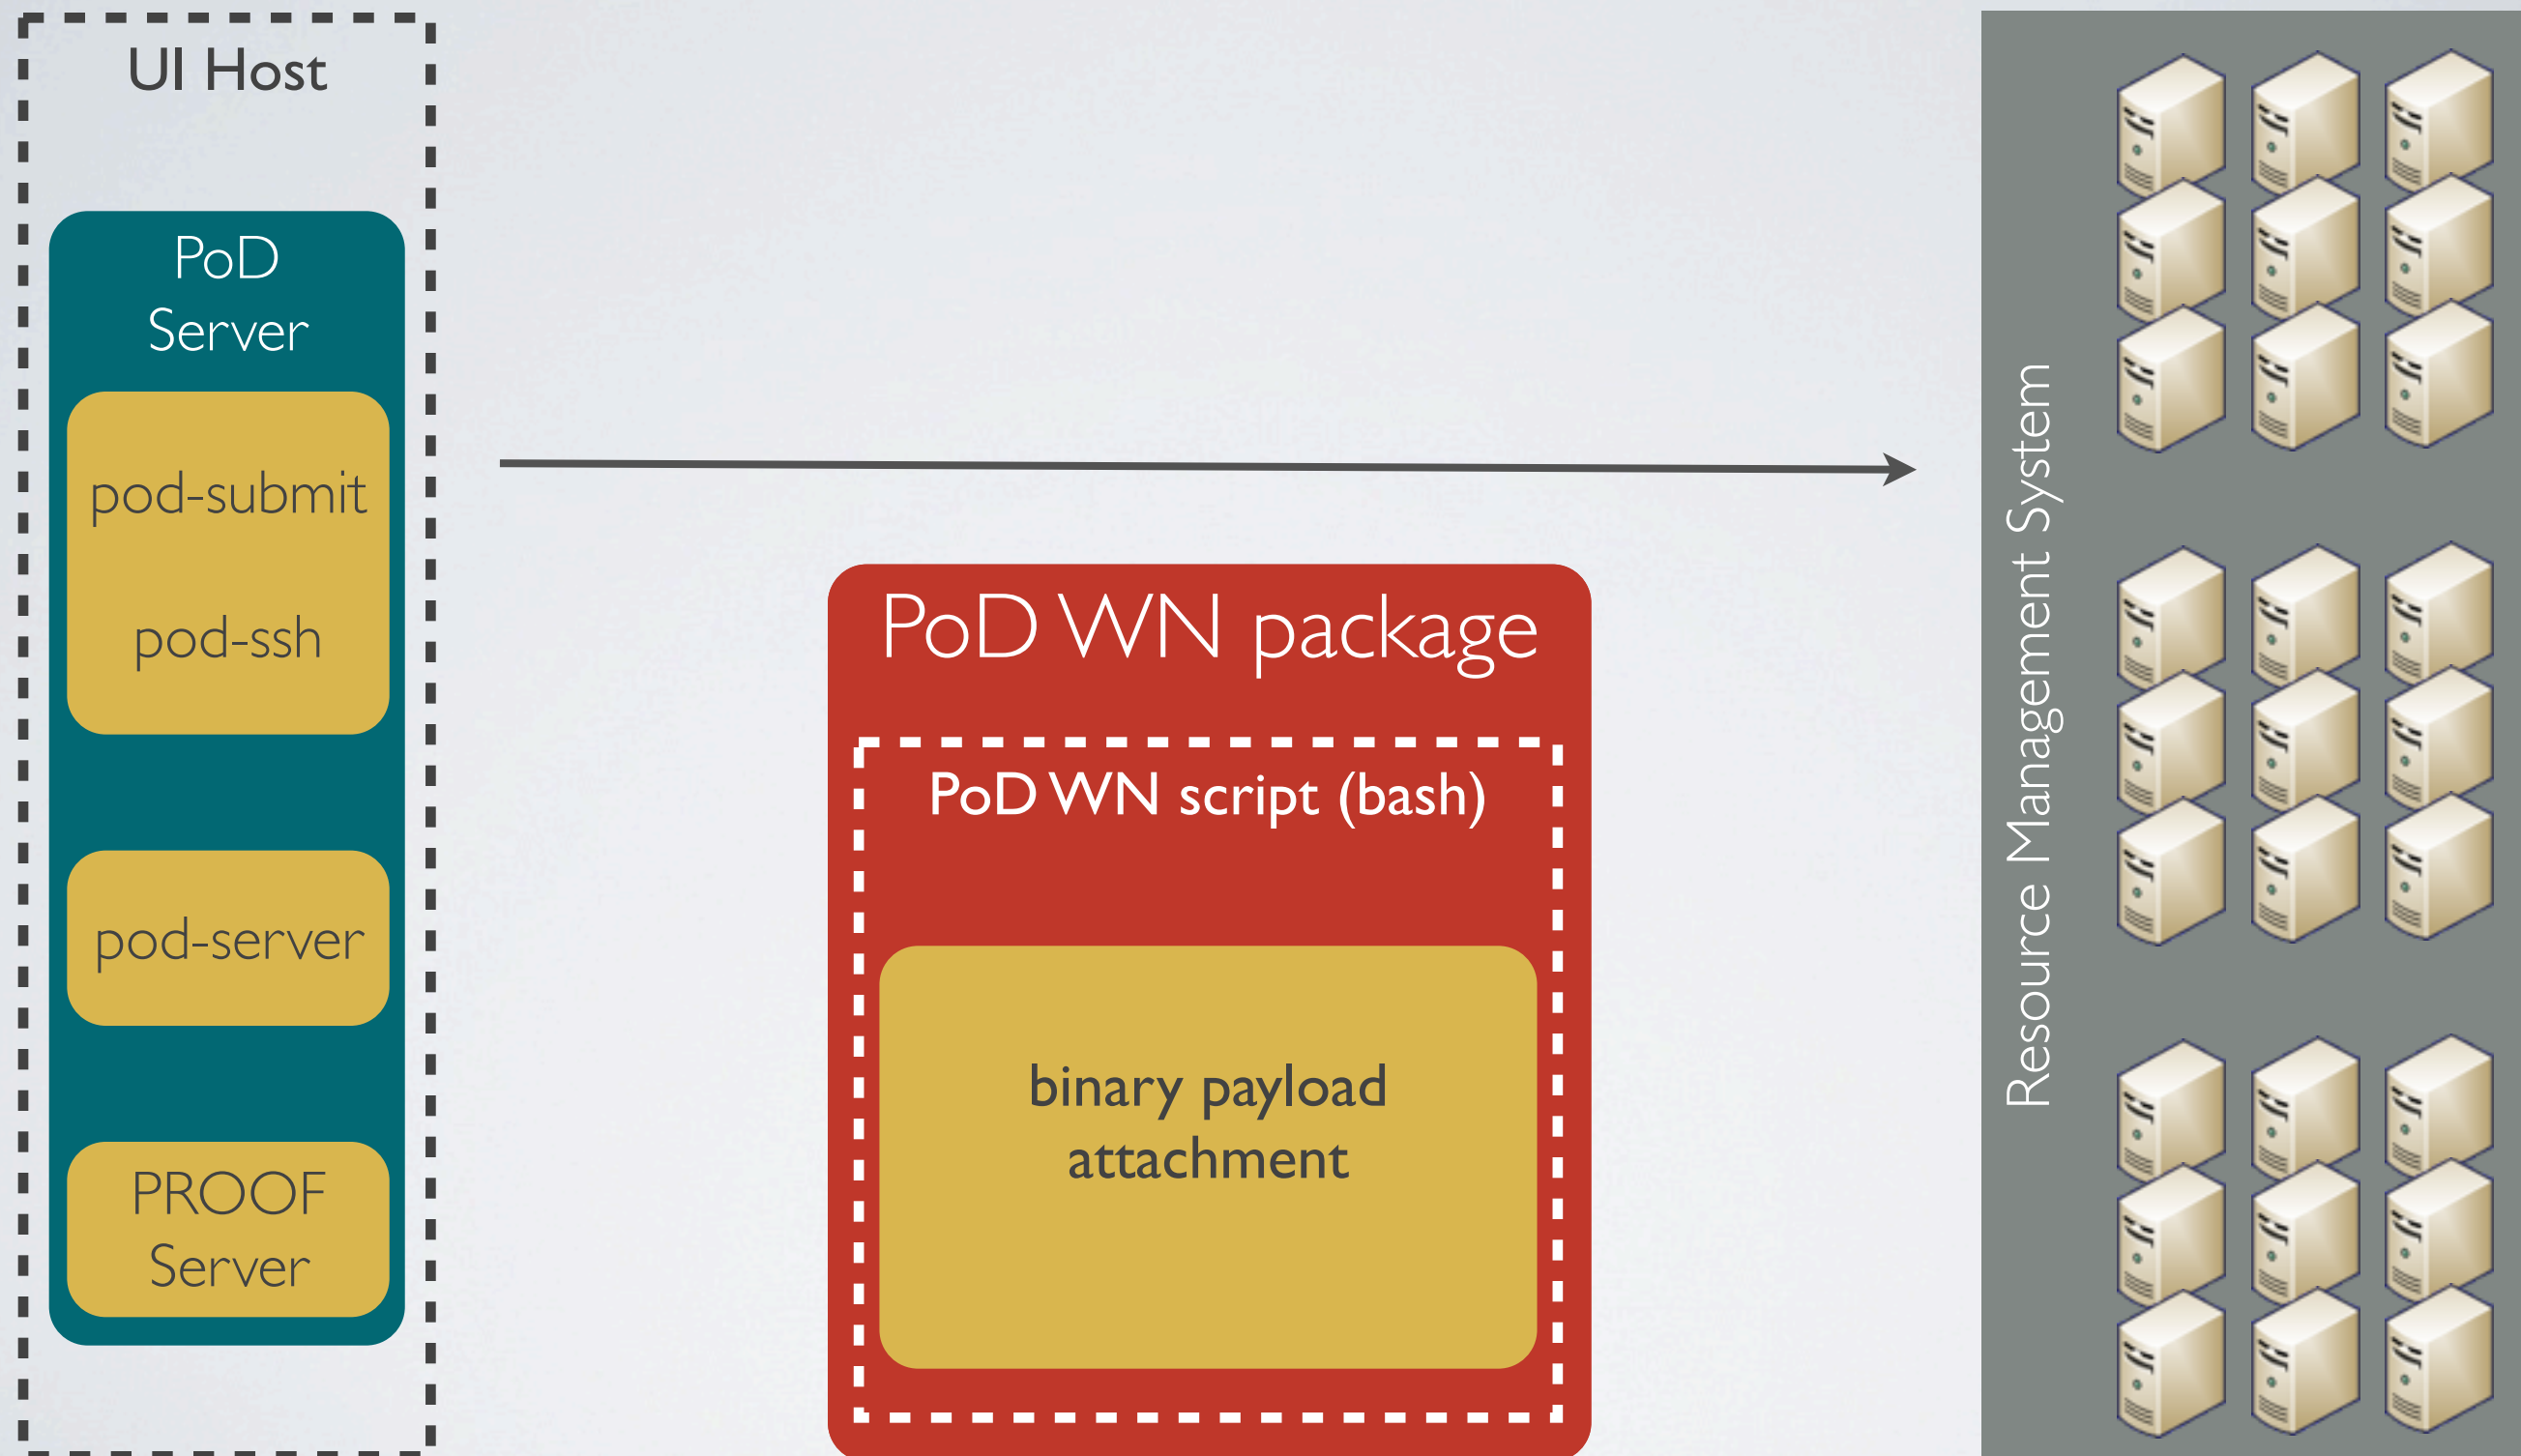 UI Host
PoD
Server
pod-submit
pod-ssh
pod-server
PROOF
Server
PoD WN package
PoD WN script (bash)
binary payload
attachment
Resource Management System